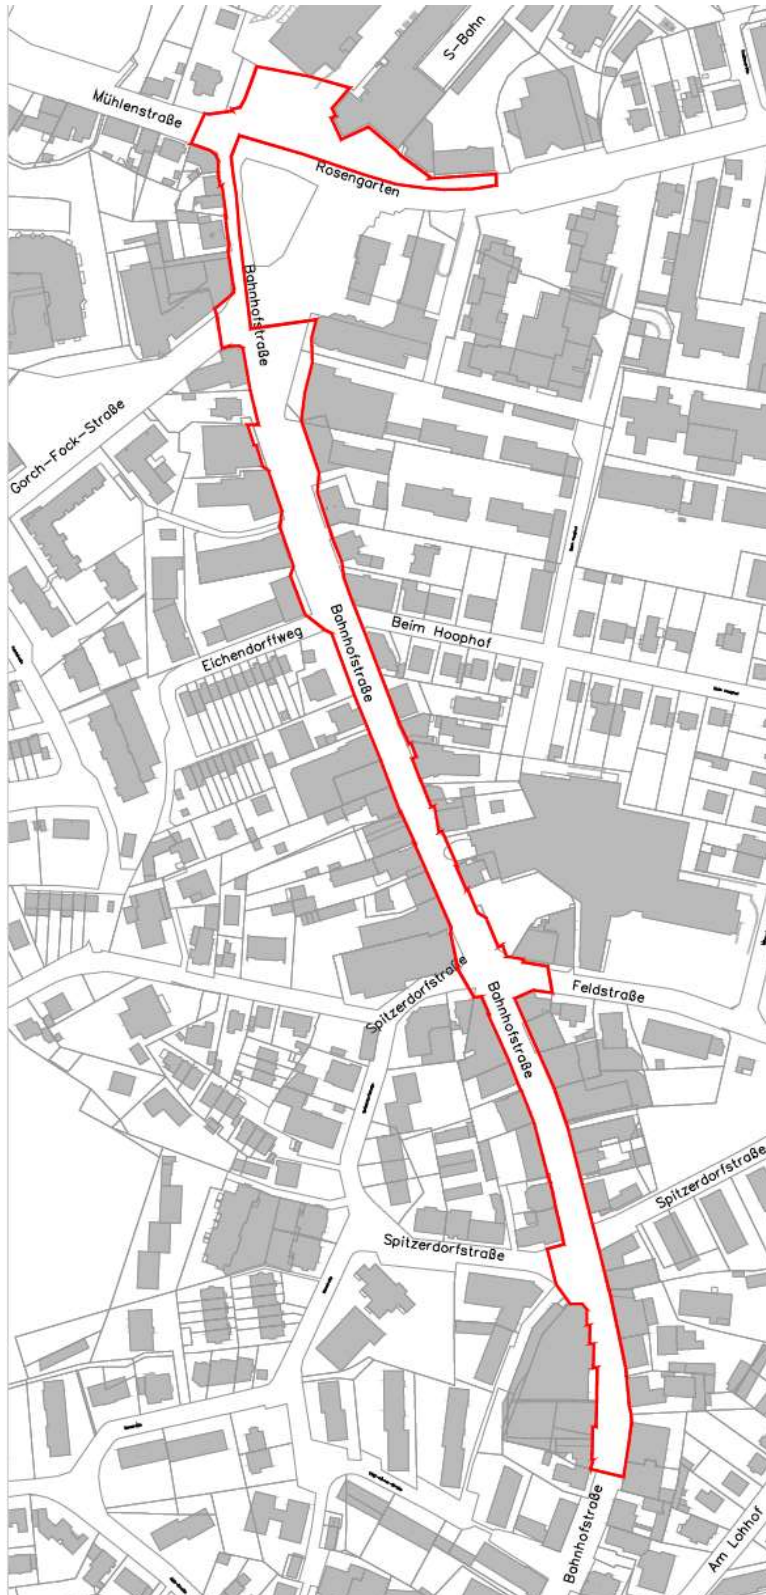 S-Bahn
Mühlenstraße
Rosengarten
Bahnhofstraße
Gorch-Fock-Straße
Beim Hoophof
Bahnhofstraße
Eichendorffweg
Spitzerdorfstraße
Feldstraße
Bahnhofstraße
Spitzerdorfstraße
Spitzerdorfstraße
Bahnhofstraße
Am Lohhof